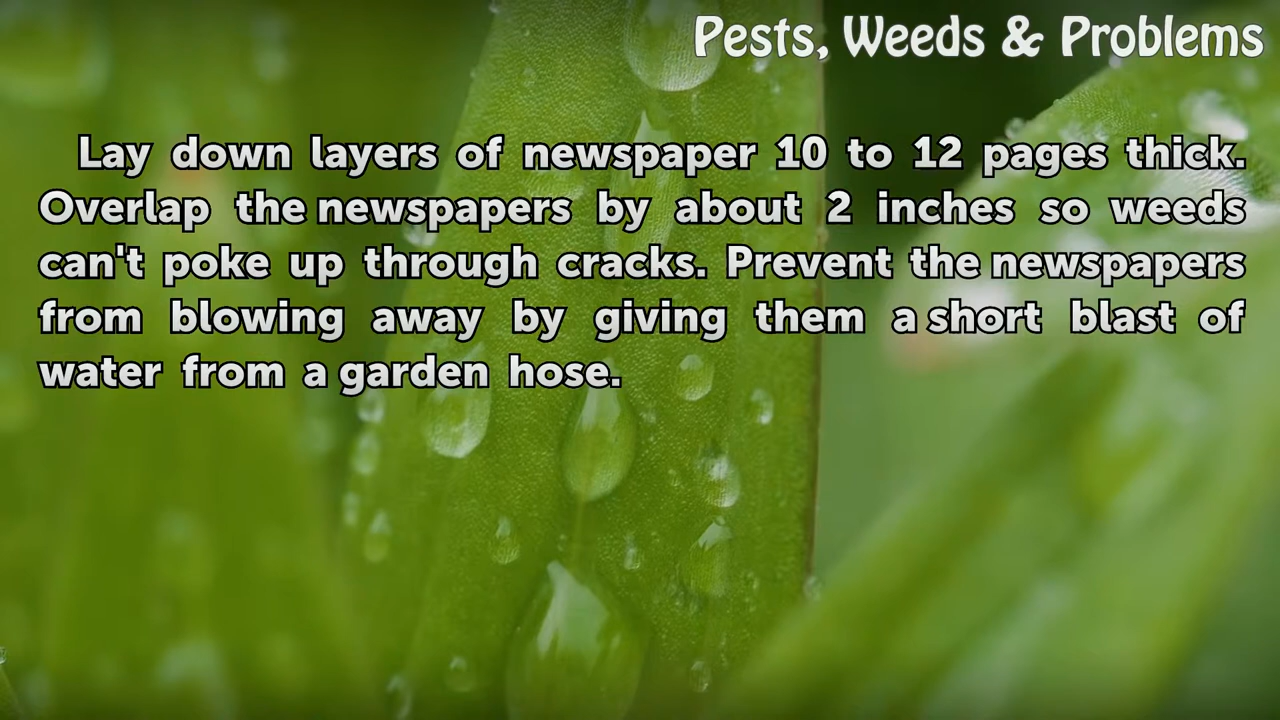 Pests, Weeds & Problems
Lay down layers of newspaper 10 to 12 pages thick.
Overlap the newspapers by about 2 inches so weeds
can't poke up through cracks. Prevent the newspapers
from blowing away by giving them a short blast of
water from a garden hose.